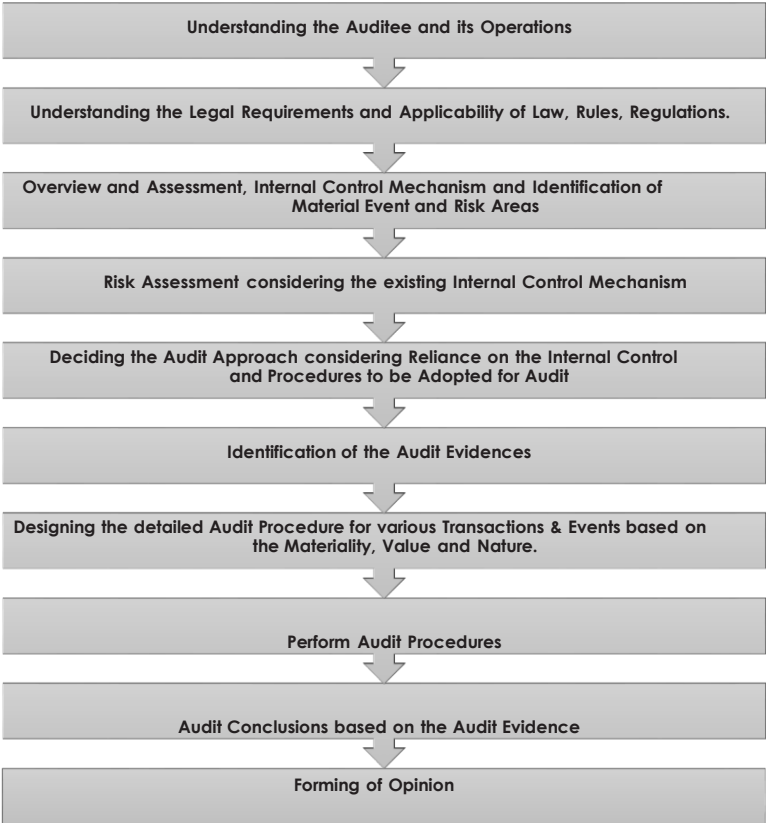 Understanding the Auditee and its Operations
Understanding the Legal Requirements and Applicability of Law, Rules, Regulations.
Overview and Assessment, Internal Control Mechanism and Identification of
Material Event and Risk Areas
Risk Assessment considering the existing Internal Control Mechanism
Deciding the Audit Approach considering Reliance on the Internal Control
and Procedures to be Adopted for Audit
Identification of the Audit Evidences
Designing the detailed Audit Procedure for various Transactions & Events based on
the Materiality, Value and Nature.
Perform Audit Procedures
Audit Conclusions based on the Audit Evidence
Forming of Opinion